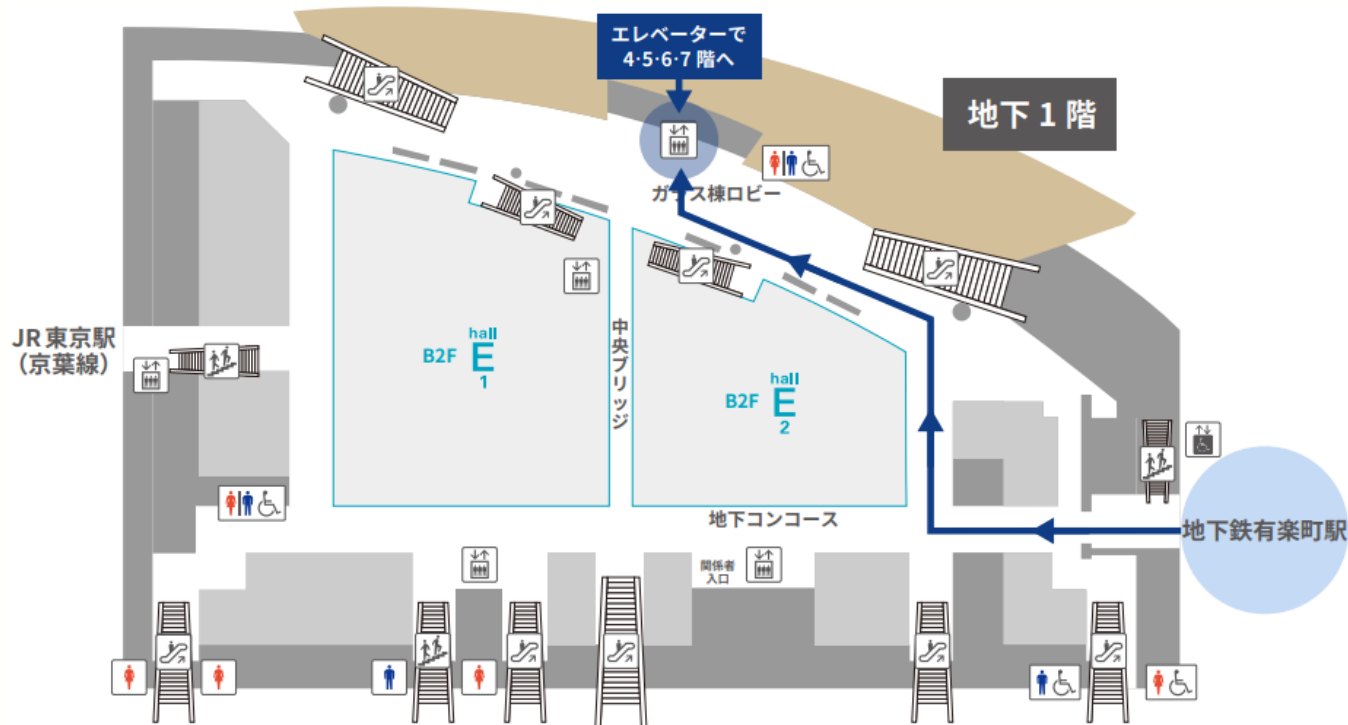 エレベーターで
4·5·6·7 階へ
地下 1 階
ガラス棟ロビー
JR 東京駅
（京葉線）
B2F
hall
E
1
中央ブリッジ
B2F
hall
E
2
地下コンコース
地下鉄有楽町駅
関係者
入口